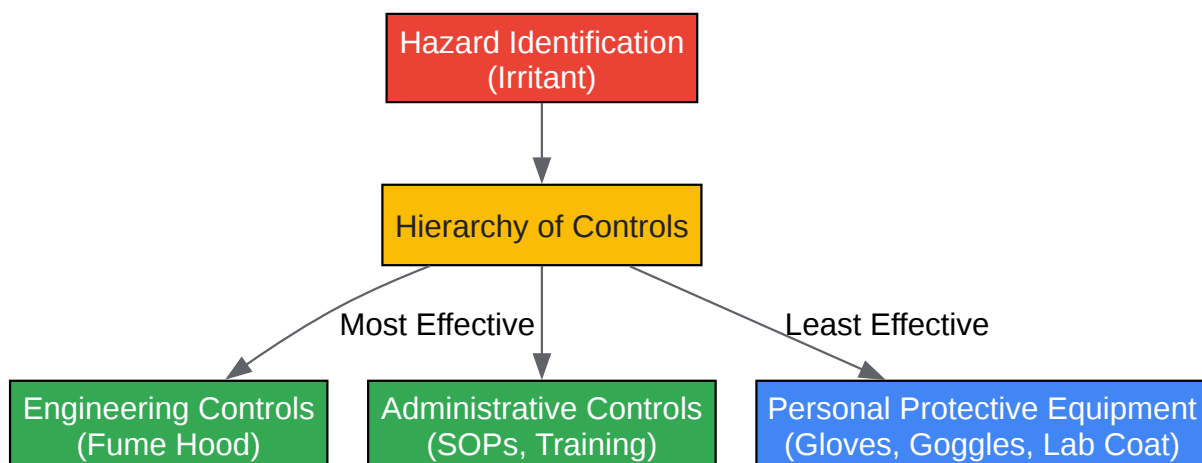 Hazard Identification
(Irritant)
Hierarchy of Controls
Most Effective
Least Effective
Engineering Controls
(Fume Hood)
Administrative Controls
(SOPs, Training)
Personal Protective Equipment
(Gloves, Goggles, Lab Coat)